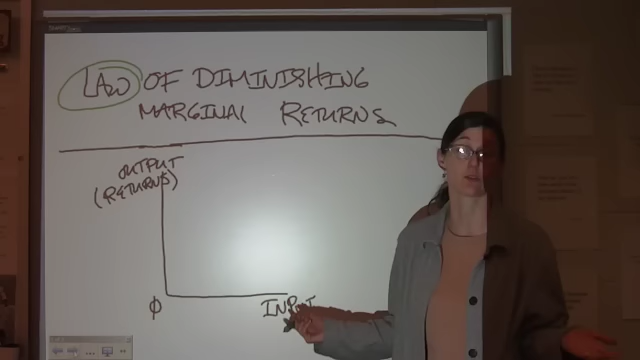 LAW OF DIMINISHING
MARGINAL RETURNS
OUTPUT
(RETURNS)
Φ
INPUT